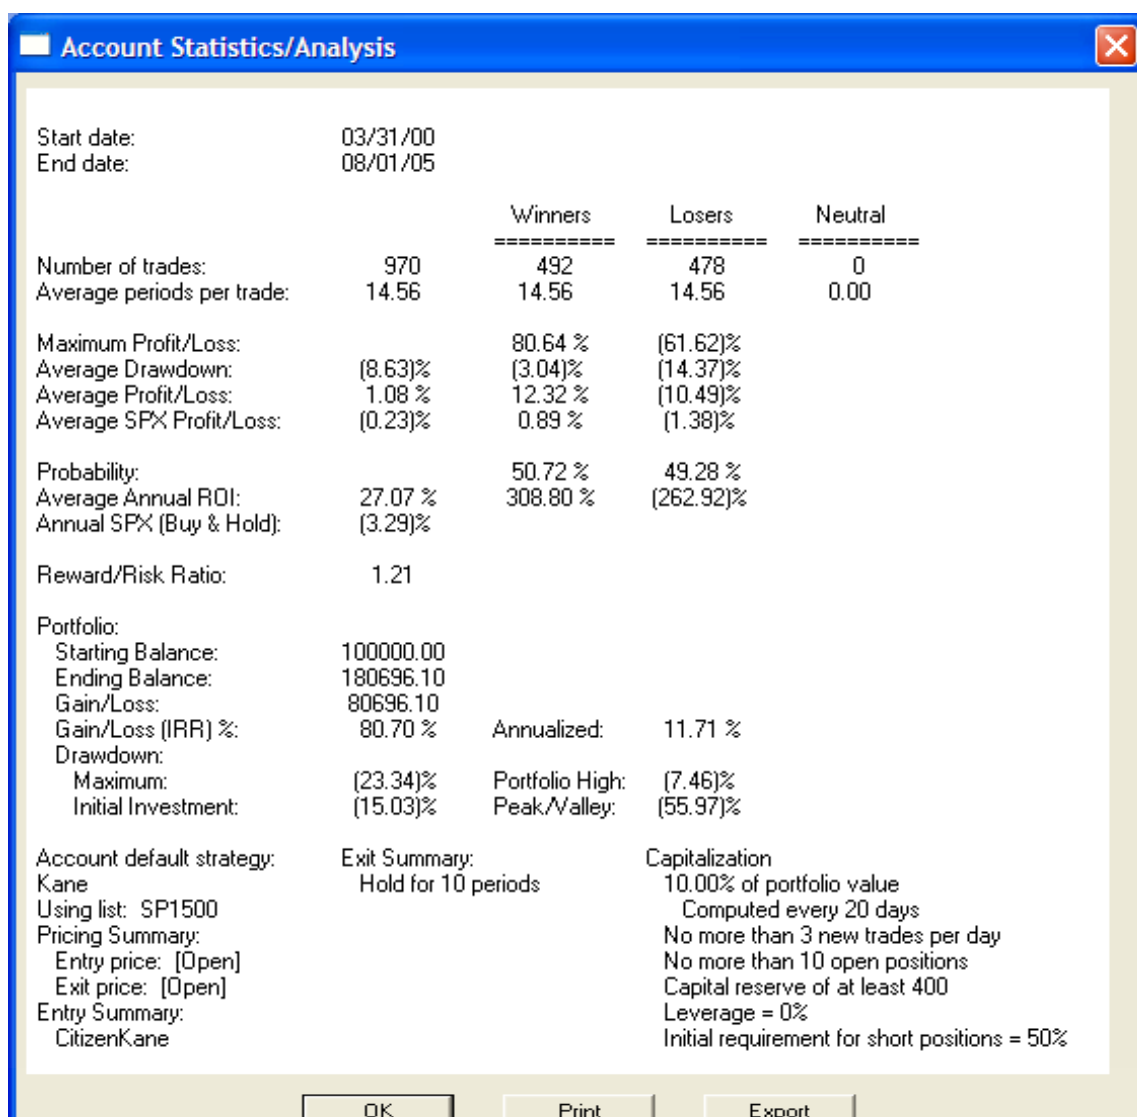 Account Statistics/Analysis
Start date: 03/31/00
End date: 08/01/05
Winners Losers Neutral
========== ========== ==========
Number of trades: 970 492 478 0
Average periods per trade: 14.56 14.56 14.56 0.00
Maximum Profit/Loss: 80.64 % (61.62)%
Average Drawdown: (8.63)% (3.04)% (14.37)%
Average Profit/Loss: 1.08 % 12.32 % (10.49)%
Average SPX Profit/Loss: (0.23)% 0.89 % (1.38)%
Probability: 50.72 % 49.28 %
Average Annual ROI: 27.07 % 308.80 % (262.92)%
Annual SPX (Buy & Hold): (3.29)%
Reward/Risk Ratio: 1.21
Portfolio:
Starting Balance: 100000.00
Ending Balance: 180696.10
Gain/Loss: 80696.10
Gain/Loss (IRR) %: 80.70 % Annualized: 11.71 %
Drawdown:
Maximum: (23.34)% Portfolio High: (7.46)%
Initial Investment: (15.03)% Peak/Valley: (55.97)%
Account default strategy: Exit Summary: Capitalization
Kane Hold for 10 periods 10.00% of portfolio value
Using list: SP1500 Computed every 20 days
Pricing Summary: No more than 3 new trades per day
Entry price: [Open] No more than 10 open positions
Exit price: [Open] Capital reserve of at least 400
Entry Summary: Leverage = 0%
CitizenKane Initial requirement for short positions = 50%
OK Print Export